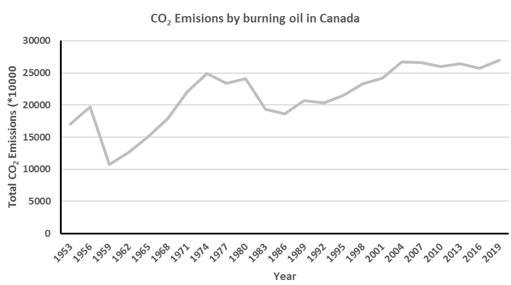 CO₂ Emisions by burning oil in Canada
Total CO₂ Emissions (*10000
30000
25000
20000
15000
10000
5000
0
1953 1956 1959 1962 1965 1968 1971 1974 1977 1980 1983 1986 1989 1992 1995 1998 2001 2004 2007 2010 2013 2016 2019
Year